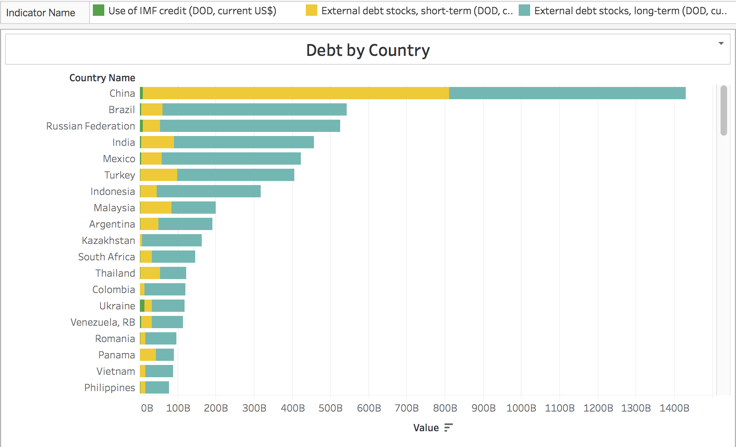 Indicator Name
Use of IMF credit (DOD, current US$)
External debt stocks, short-term (DOD, c..
External debt stocks, long-term (DOD, cu..
Debt by Country
Country Name
China
Brazil
Russian Federation
India
Mexico
Turkey
Indonesia
Malaysia
Argentina
Kazakhstan
South Africa
Thailand
Colombia
Ukraine
Venezuela, RB
Romania
Panama
Vietnam
Philippines
0B 100B 200B 300B 400B 500B 600B 700B 800B 900B 1000B 1100B 1200B 1300B 1400B
Value